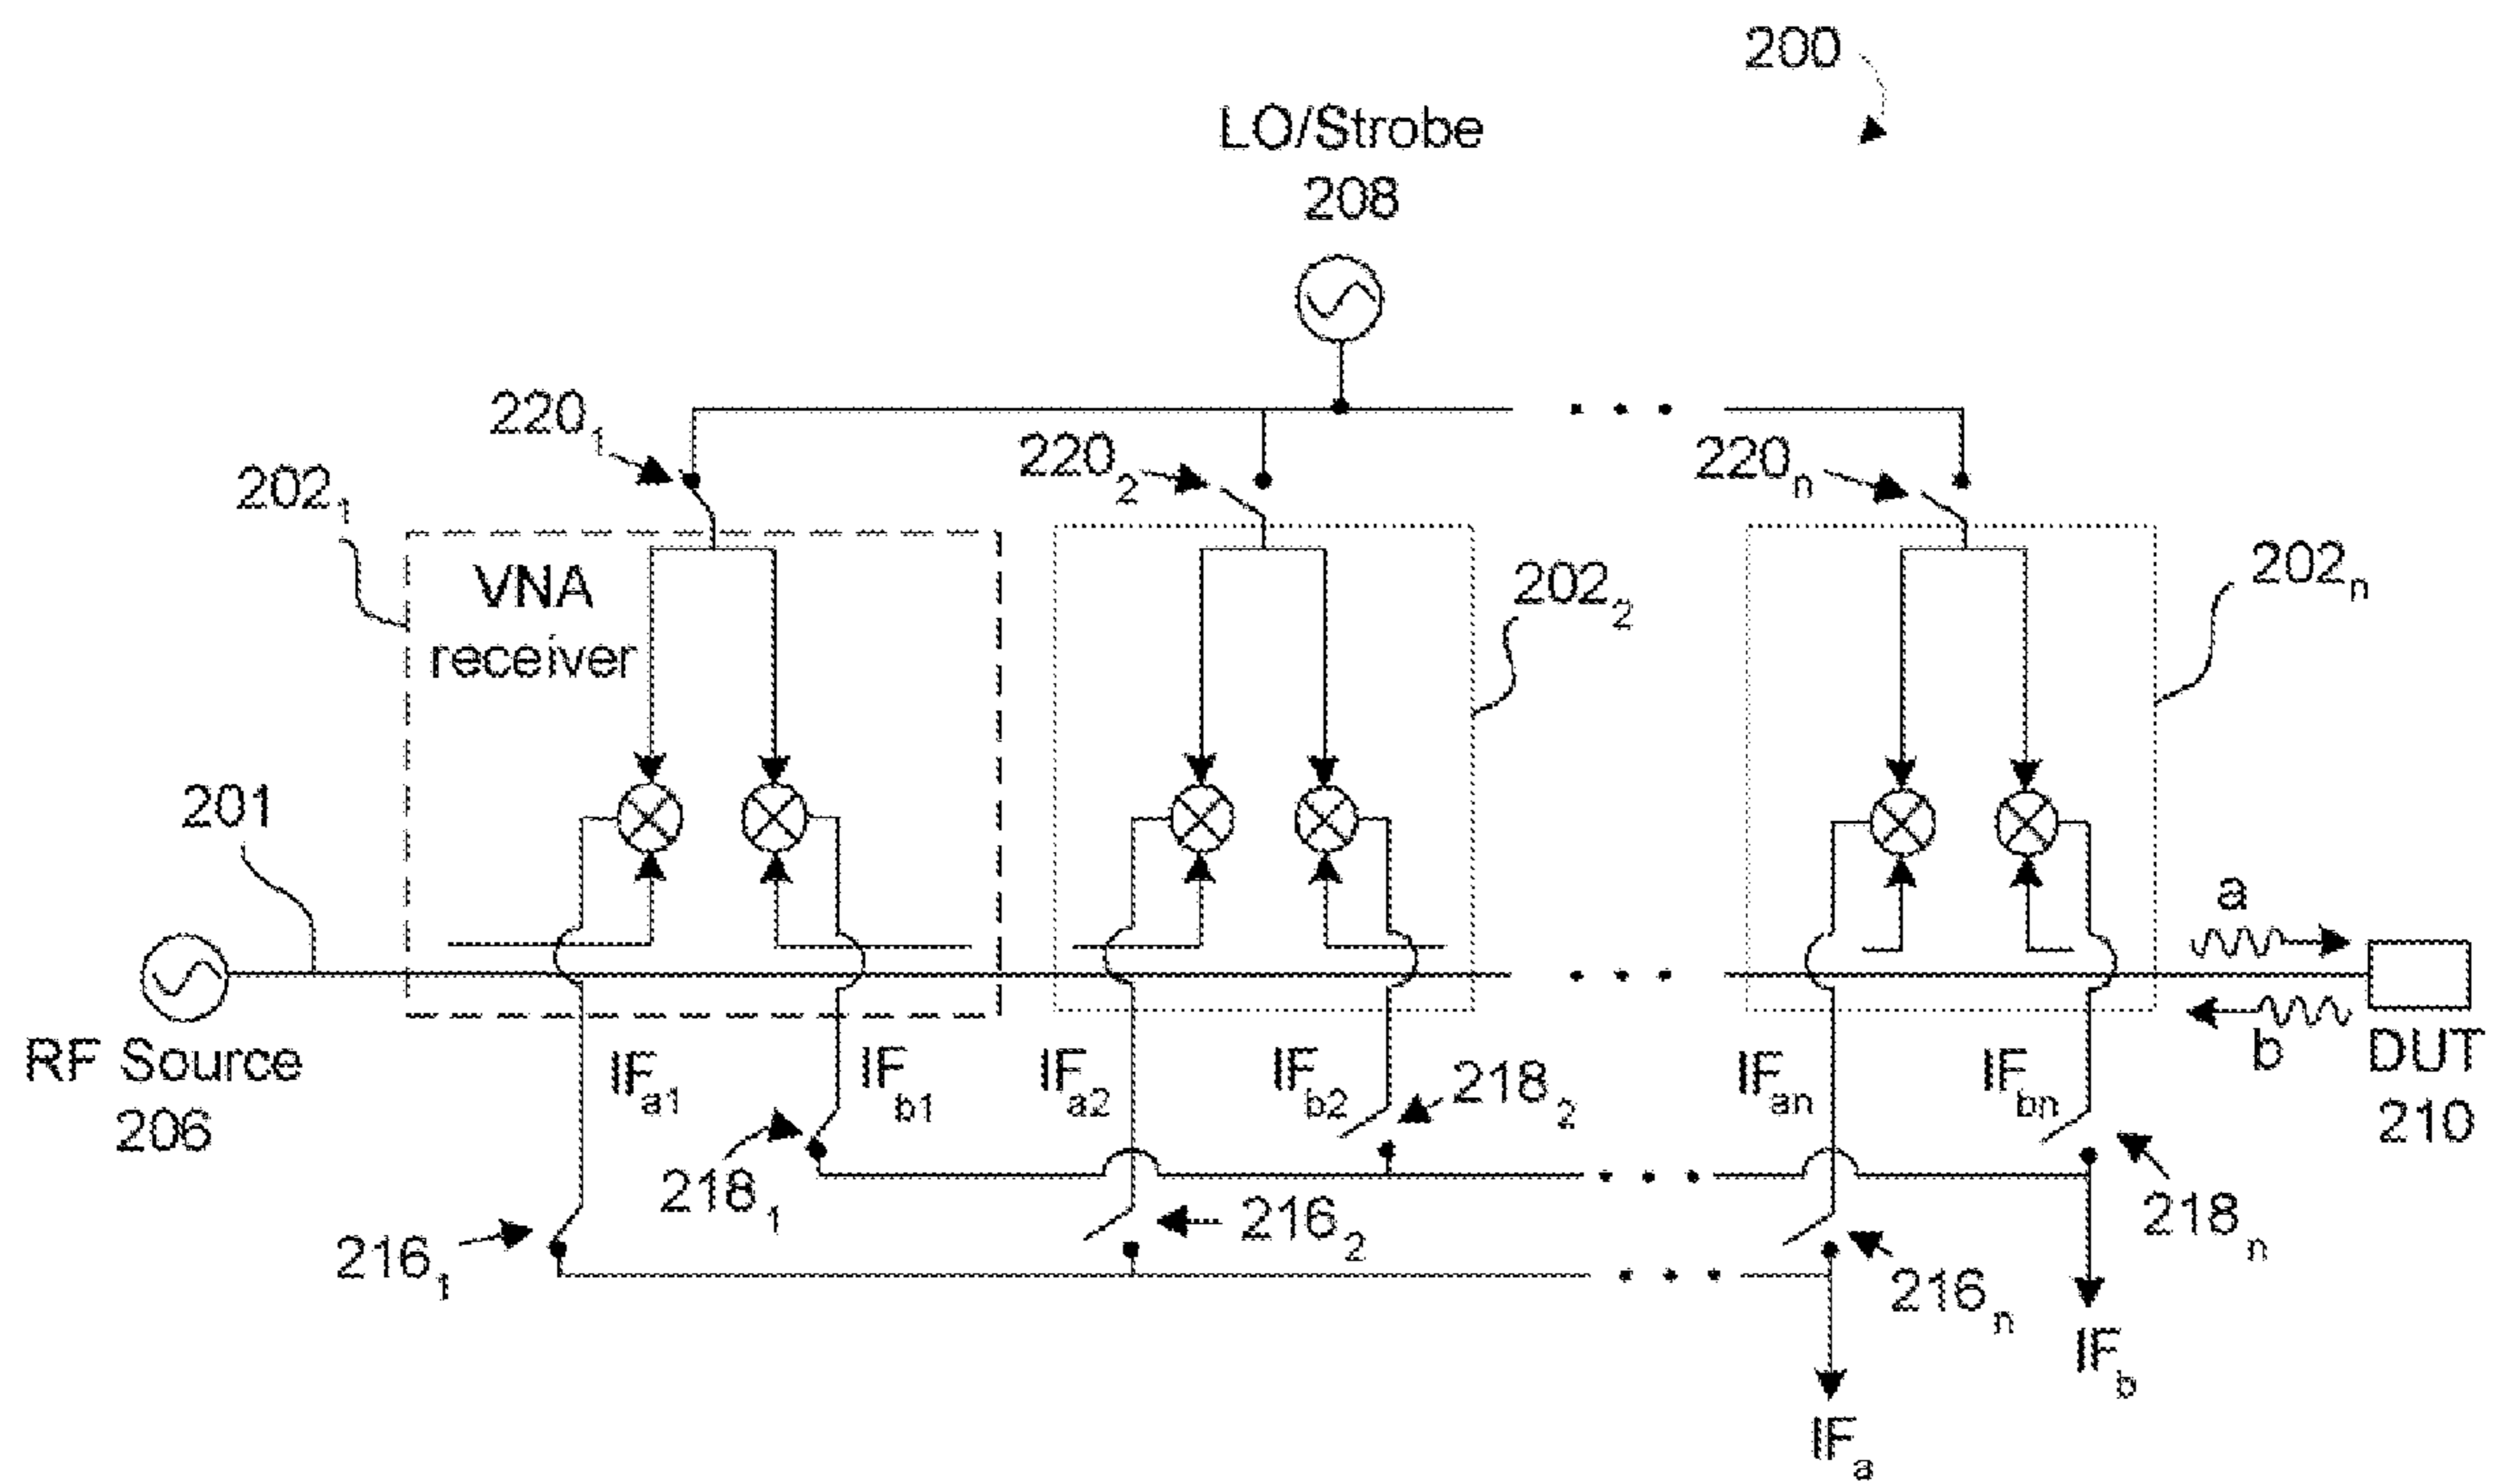 200
LO/Strobe
208
220₁
220₂
220ₙ
202₁
VNA
receiver
202₂
202ₙ
201
a
RF Source
206
IFₐ₁
IF_b1
IFₐ₂
IF_b2
218₂
IFₐₙ
IF_bn
b
DUT
210
218₁
216₁
216₂
218ₙ
216ₙ
IF_b
IFₐ